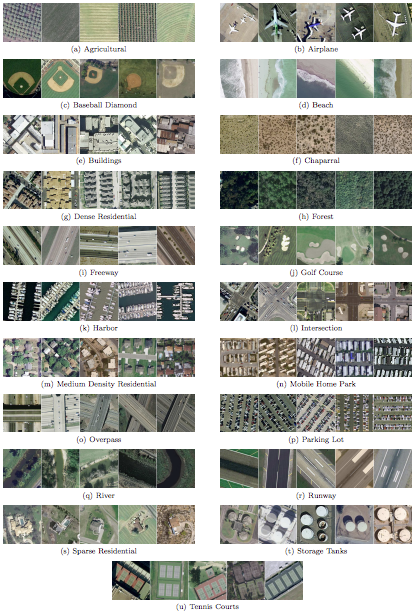 (a) Agricultural
(b) Airplane
(c) Baseball Diamond
(d) Beach
(e) Buildings
(f) Chaparral
(g) Dense Residential
(h) Forest
(i) Freeway
(j) Golf Course
(k) Harbor
(l) Intersection
(m) Medium Density Residential
(n) Mobile Home Park
(o) Overpass
(p) Parking Lot
(q) River
(r) Runway
(s) Sparse Residential
(t) Storage Tanks
(u) Tennis Courts